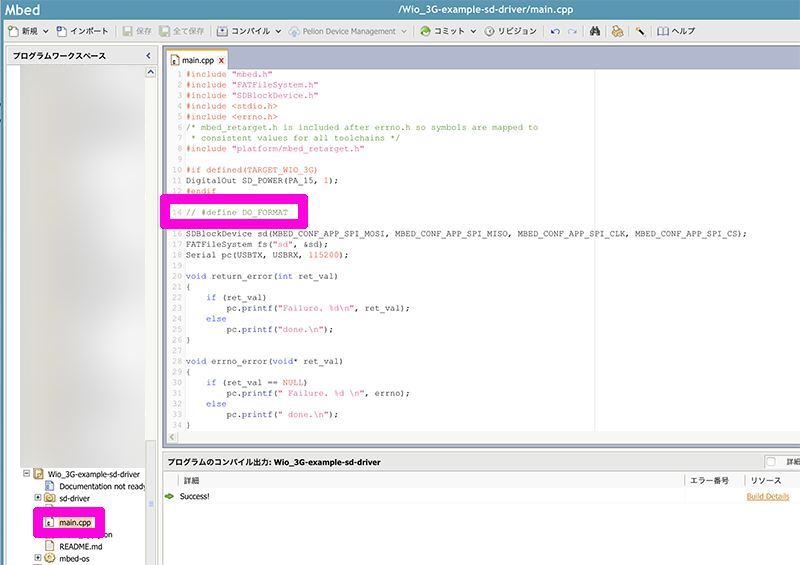 Mbed
/Wio_3G-example-sd-driver/main.cpp
新規 インポート 保存 全て保存 コンパイル Pelion Device Management コミット リビジョン ヘルプ
プログラムワークスペース
main.cpp x
1 #include "mbed.h"
2 #include "FATFileSystem.h"
3 #include "SDBlockDevice.h"
4 #include <stdio.h>
5 #include <errno.h>
6 /* mbed_retarget.h is included after errno.h so symbols are mapped to
7 * consistent values for all toolchains */
8 #include "platform/mbed_retarget.h"
9
10 #if defined(TARGET_WIO_3G)
11 DigitalOut SD_POWER(PA_15, 1);
12 #endif
14 // #define DO_FORMAT
16 SDBlockDevice sd(MBED_CONF_APP_SPI_MOSI, MBED_CONF_APP_SPI_MISO, MBED_CONF_APP_SPI_CLK, MBED_CONF_APP_SPI_CS);
17 FATFileSystem fs("sd", &sd);
18 Serial pc(USBTX, USBRX, 115200);
19
20 void return_error(int ret_val)
21 {
22 if (ret_val)
23 pc.printf("Failure. %d\n", ret_val);
24 else
25 pc.printf("done.\n");
26 }
27
28 void errno_error(void* ret_val)
29 {
30 if (ret_val == NULL)
31 pc.printf(" Failure. %d \n", errno);
32 else
33 pc.printf(" done.\n");
34 }
Wio_3G-example-sd-driver
Documentation not ready
sd-driver
main.cpp
README.md
mbed-os
プログラムのコンパイル出力: Wio_3G-example-sd-driver
詳細
詳細 エラー番号 リソース
Success! Build Details